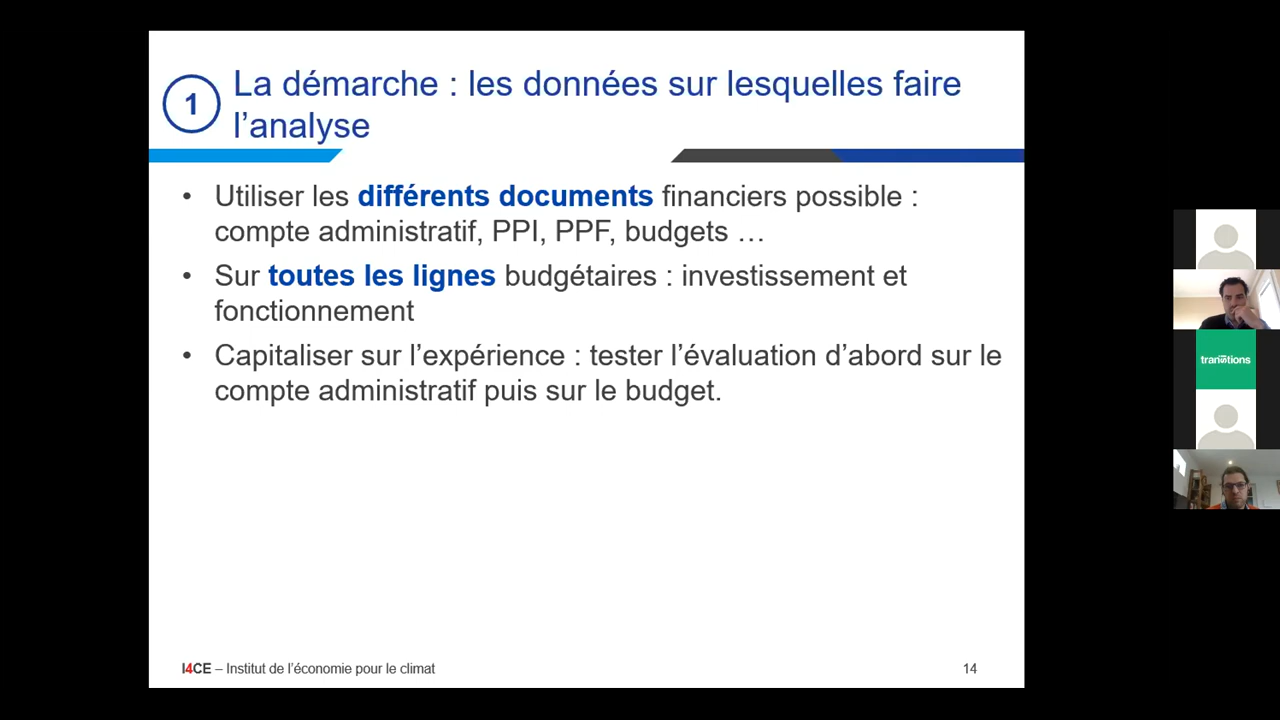 1
La démarche : les données sur lesquelles faire
l’analyse
• Utiliser les différents documents financiers possible :
compte administratif, PPI, PPF, budgets …
• Sur toutes les lignes budgétaires : investissement et
fonctionnement
• Capitaliser sur l’expérience : tester l’évaluation d’abord sur le
compte administratif puis sur le budget.
I4CE – Institut de l’économie pour le climat
14
transitions